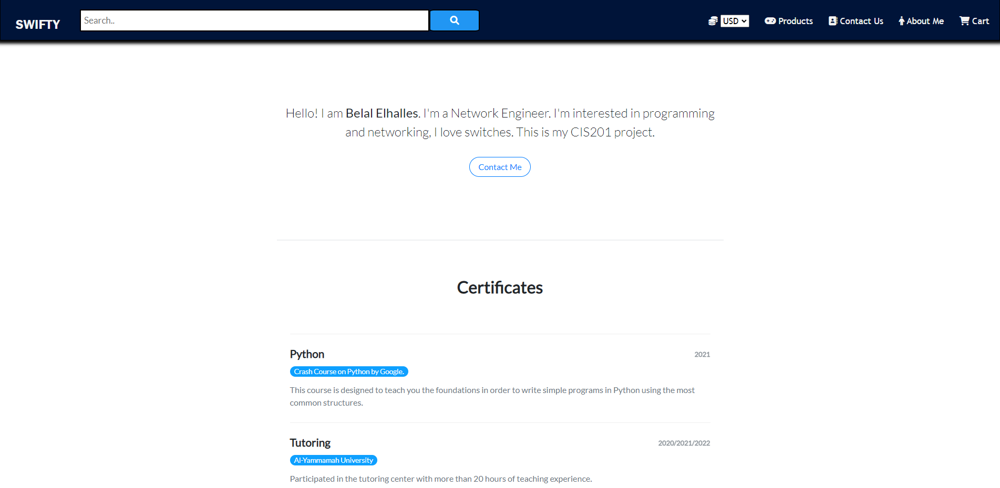 SWIFTY
Search..
USD
Products
Contact Us
About Me
Cart
Hello! I am Belal Elhalles. I'm a Network Engineer. I'm interested in programming
and networking, I love switches. This is my CIS201 project.
Contact Me
Certificates
Python
2021
Crash Course on Python by Google.
This course is designed to teach you the foundations in order to write simple programs in Python using the most
common structures.
Tutoring
2020/2021/2022
Al-Yammamah University
Participated in the tutoring center with more than 20 hours of teaching experience.